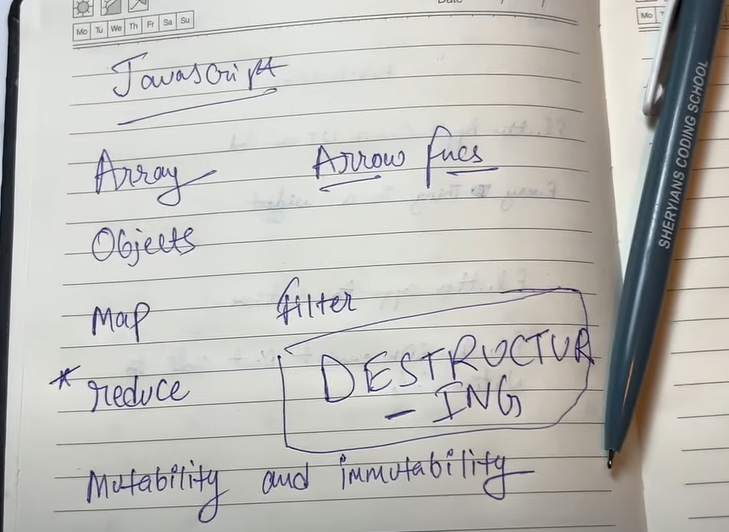 Date
Mo Tu We Th Fr Sa Su
Mo
Javascript
Array Arrow fucs
Objects
Map filter
* reduce DESTRUCTUR
- ING
Mutability and immutability
SHERYIANS CODING SCHOOL